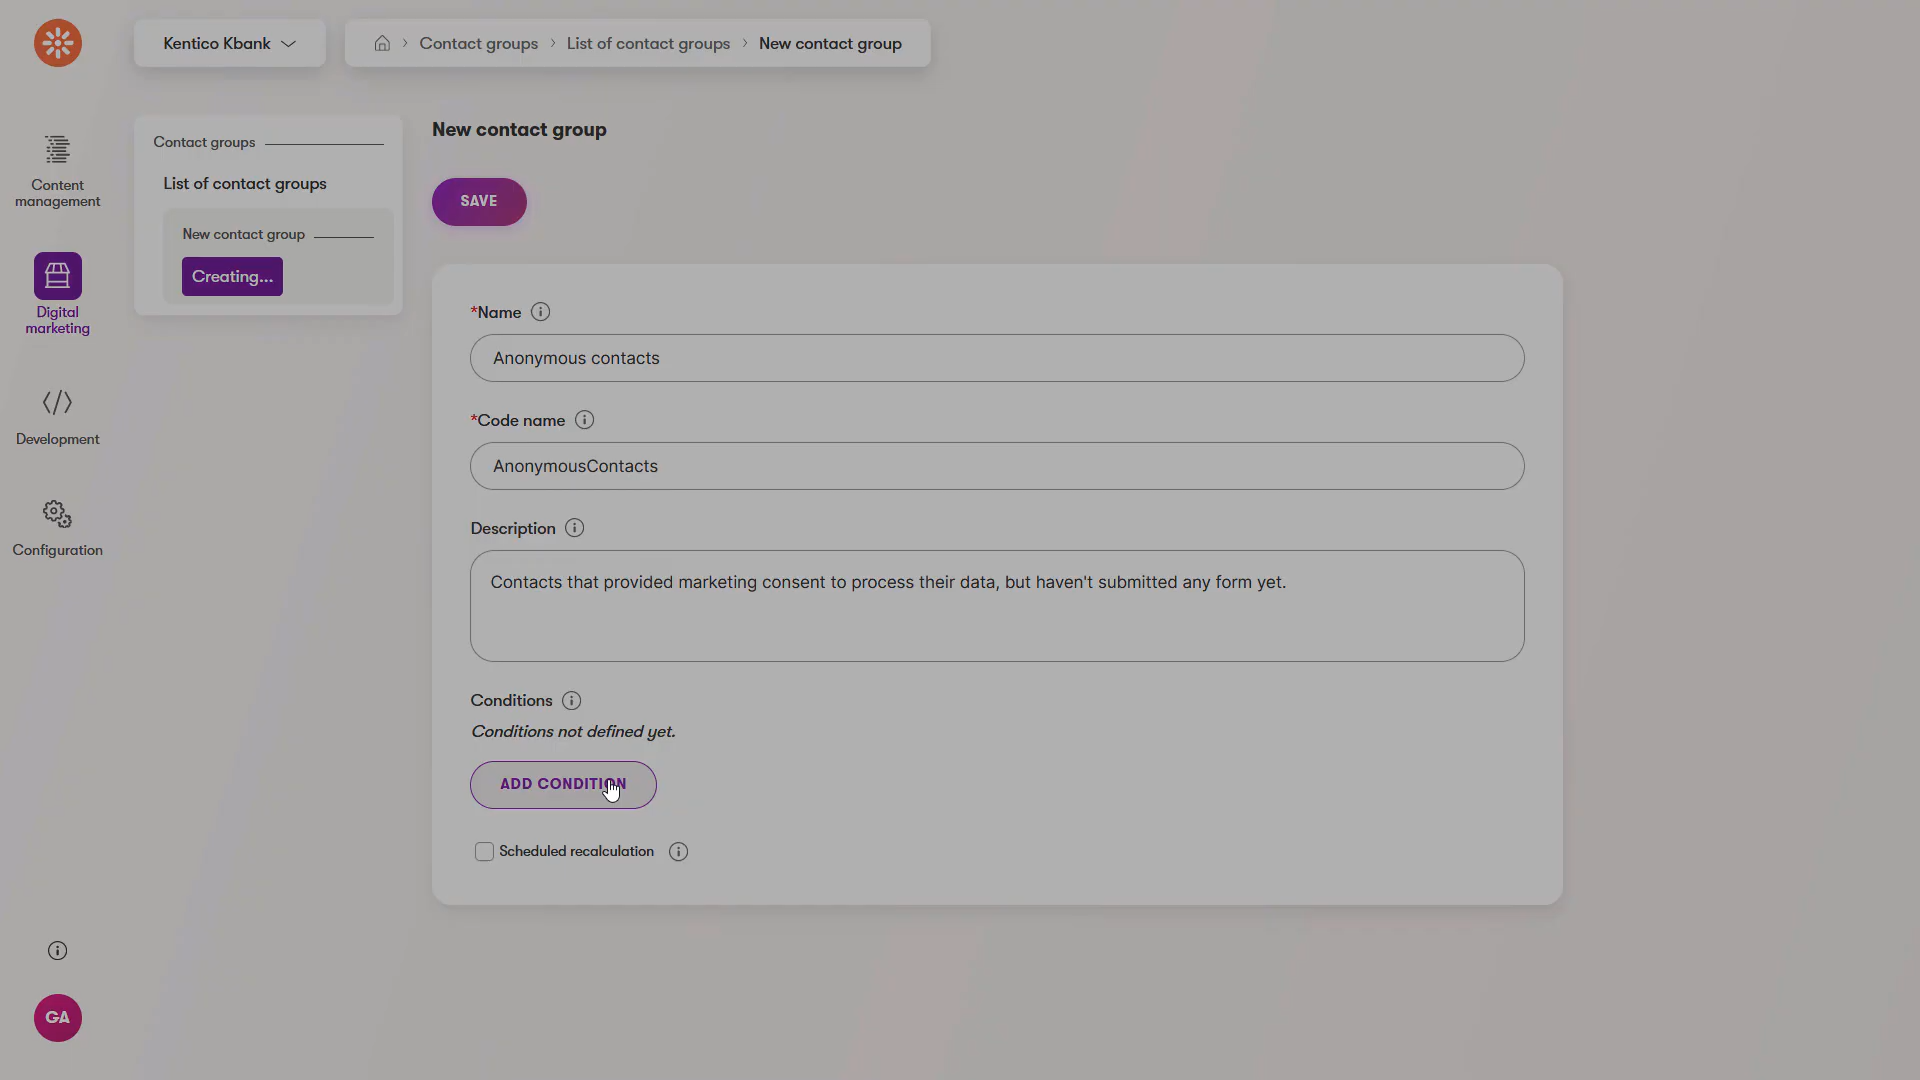 Kentico Kbank
Contact groups
List of contact groups
New contact group
Content
management
Digital
marketing
Development
Configuration
GA
Contact groups
List of contact groups
New contact group
Creating...
New contact group
SAVE
*Name
Anonymous contacts
*Code name
AnonymousContacts
Description
Contacts that provided marketing consent to process their data, but haven't submitted any form yet.
Conditions
Conditions not defined yet.
ADD CONDITION
Scheduled recalculation